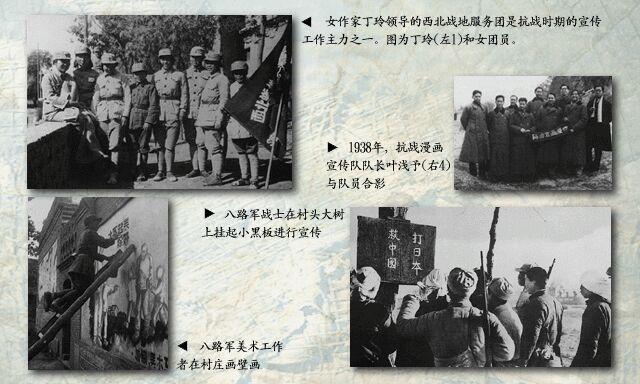 ◀ 女作家丁玲领导的西北战地服务团是抗战时期的宣传
工作主力之一。图为丁玲(左1)和女团员。
▶ 1938年，抗战漫画
宣传队队长叶浅予(右4)
与队员合影
▶ 八路军战士在村头大树
上挂起小黑板进行宣传
打日本
救中国
◀ 八路军美术工作
者在村庄画壁画